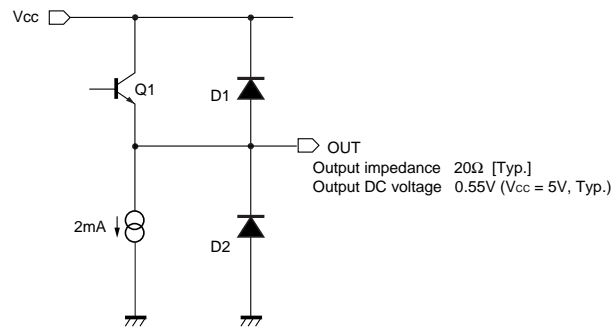 Vcc
Q1
D1
OUT
Output impedance 20Ω [Typ.]
Output DC voltage 0.55V (Vcc = 5V, Typ.)
2mA
D2